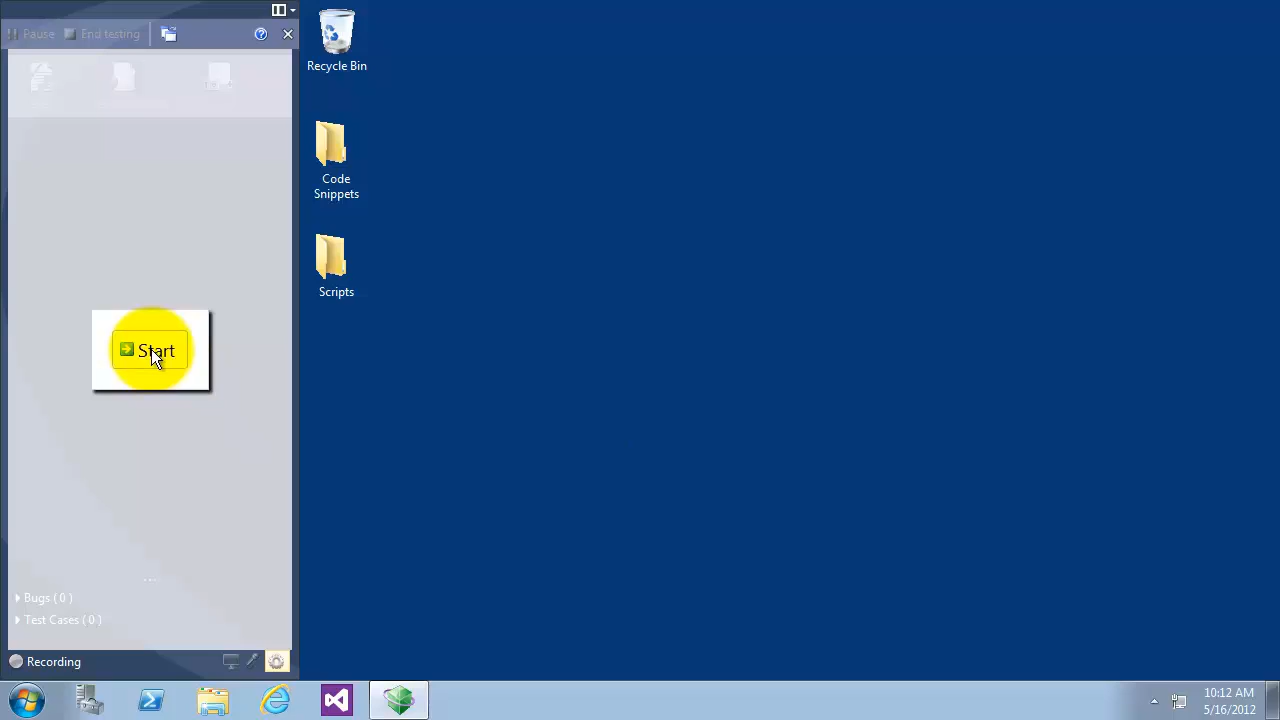 Pause End testing
Recycle Bin
Code
Snippets
Scripts
Start
Bugs ( 0 )
Test Cases ( 0 )
Recording
10:12 AM
5/16/2012